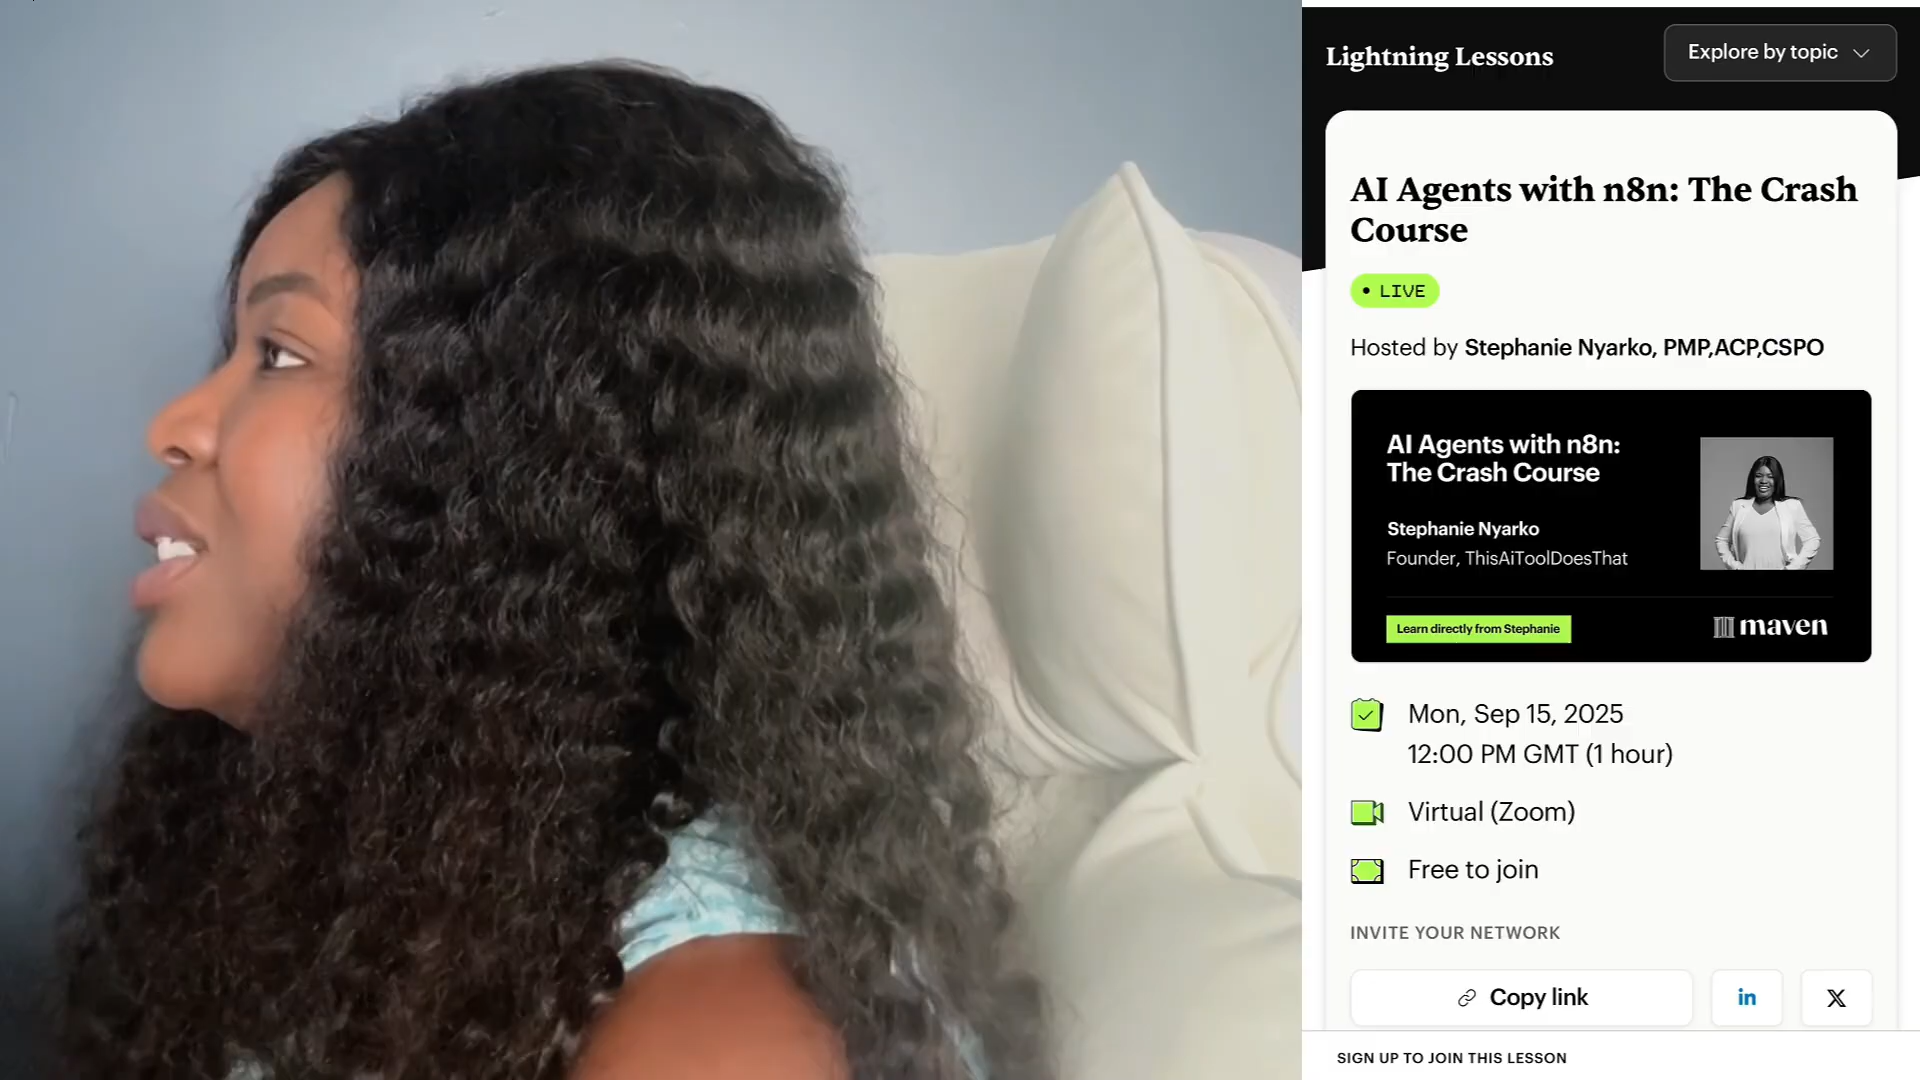 Lightning Lessons
Explore by topic
AI Agents with n8n: The Crash
Course
• LIVE
Hosted by Stephanie Nyarko, PMP,ACP,CSPO
AI Agents with n8n:
The Crash Course
Stephanie Nyarko
Founder, ThisAiToolDoesThat
Learn directly from Stephanie
maven
Mon, Sep 15, 2025
12:00 PM GMT (1 hour)
Virtual (Zoom)
Free to join
INVITE YOUR NETWORK
Copy link
in
X
SIGN UP TO JOIN THIS LESSON